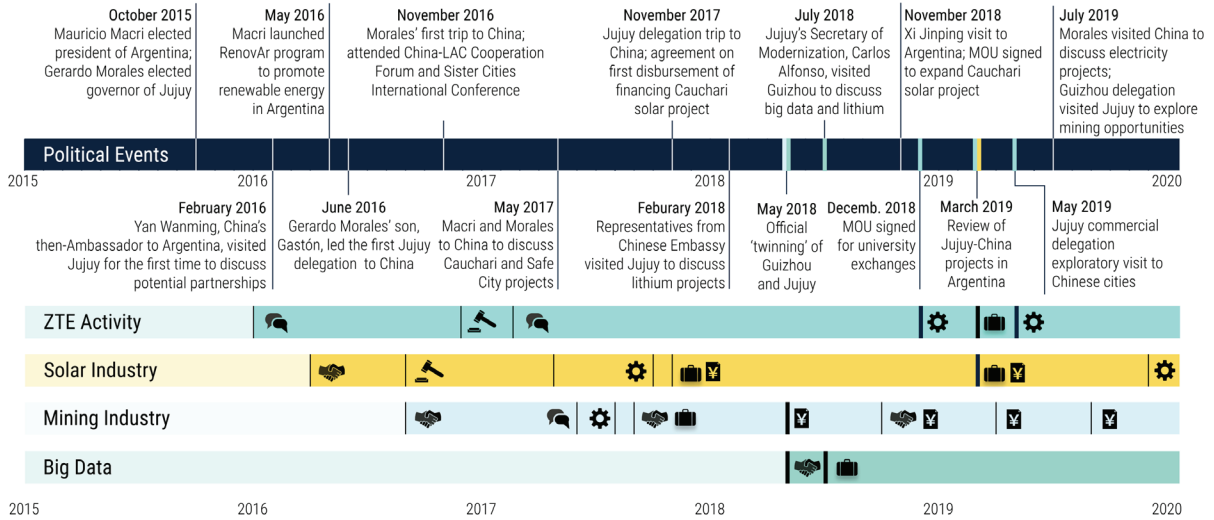 October 2015
Mauricio Macri elected
president of Argentina;
Gerardo Morales elected
governor of Jujuy
May 2016
Macri launched
RenovAr program
to promote
renewable energy
in Argentina
November 2016
Morales' first trip to China;
attended China-LAC Cooperation
Forum and Sister Cities
International Conference
November 2017
Jujuy delegation trip to
China; agreement on
first disbursement of
financing Cauchari
solar project
July 2018
Jujuy's Secretary of
Modernization, Carlos
Alfonso, visited
Guizhou to discuss
big data and lithium
November 2018
Xi Jinping visit to
Argentina; MOU signed
to expand Cauchari
solar project
July 2019
Morales visited China to
discuss electricity
projects;
Guizhou delegation
visited Jujuy to explore
mining opportunities
Political Events
2015 2016 2017 2018 2019 2020
February 2016
Yan Wanming, China's
then-Ambassador to Argentina, visited
Jujuy for the first time to discuss
potential partnerships
June 2016
Gerardo Morales' son,
Gastón, led the first Jujuy
delegation to China
May 2017
Macri and Morales
to China to discuss
Cauchari and Safe
City projects
Feburary 2018
Representatives from
Chinese Embassy
visited Jujuy to discuss
lithium projects
May 2018
Official
'twinning' of
Guizhou
and Jujuy
Decemb. 2018
MOU signed
for university
exchanges
March 2019
Review of
Jujuy-China
projects in
Argentina
May 2019
Jujuy commercial
delegation
exploratory visit to
Chinese cities
ZTE Activity
Solar Industry
¥ ¥
Mining Industry
¥ ¥ ¥ ¥
Big Data
2015 2016 2017 2018 2019 2020